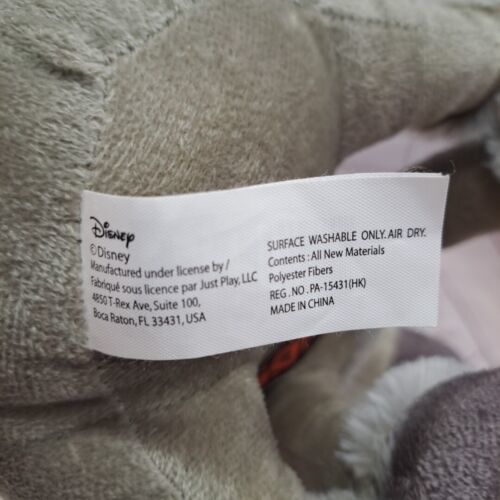 Disney
©Disney
Manufactured under license by /
Fabriqué sous licence par Just Play, LLC
4850 T-Rex Ave, Suite 100,
Boca Raton, FL 33431, USA
SURFACE WASHABLE ONLY. AIR DRY.
Contents : All New Materials
Polyester Fibers
REG . NO . PA-15431(HK)
MADE IN CHINA